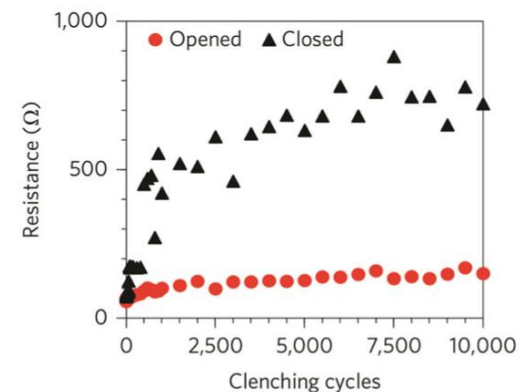 1,000
Opened Closed
Resistance (Ω)
500
0
0 2,500 5,000 7,500 10,000
Clenching cycles